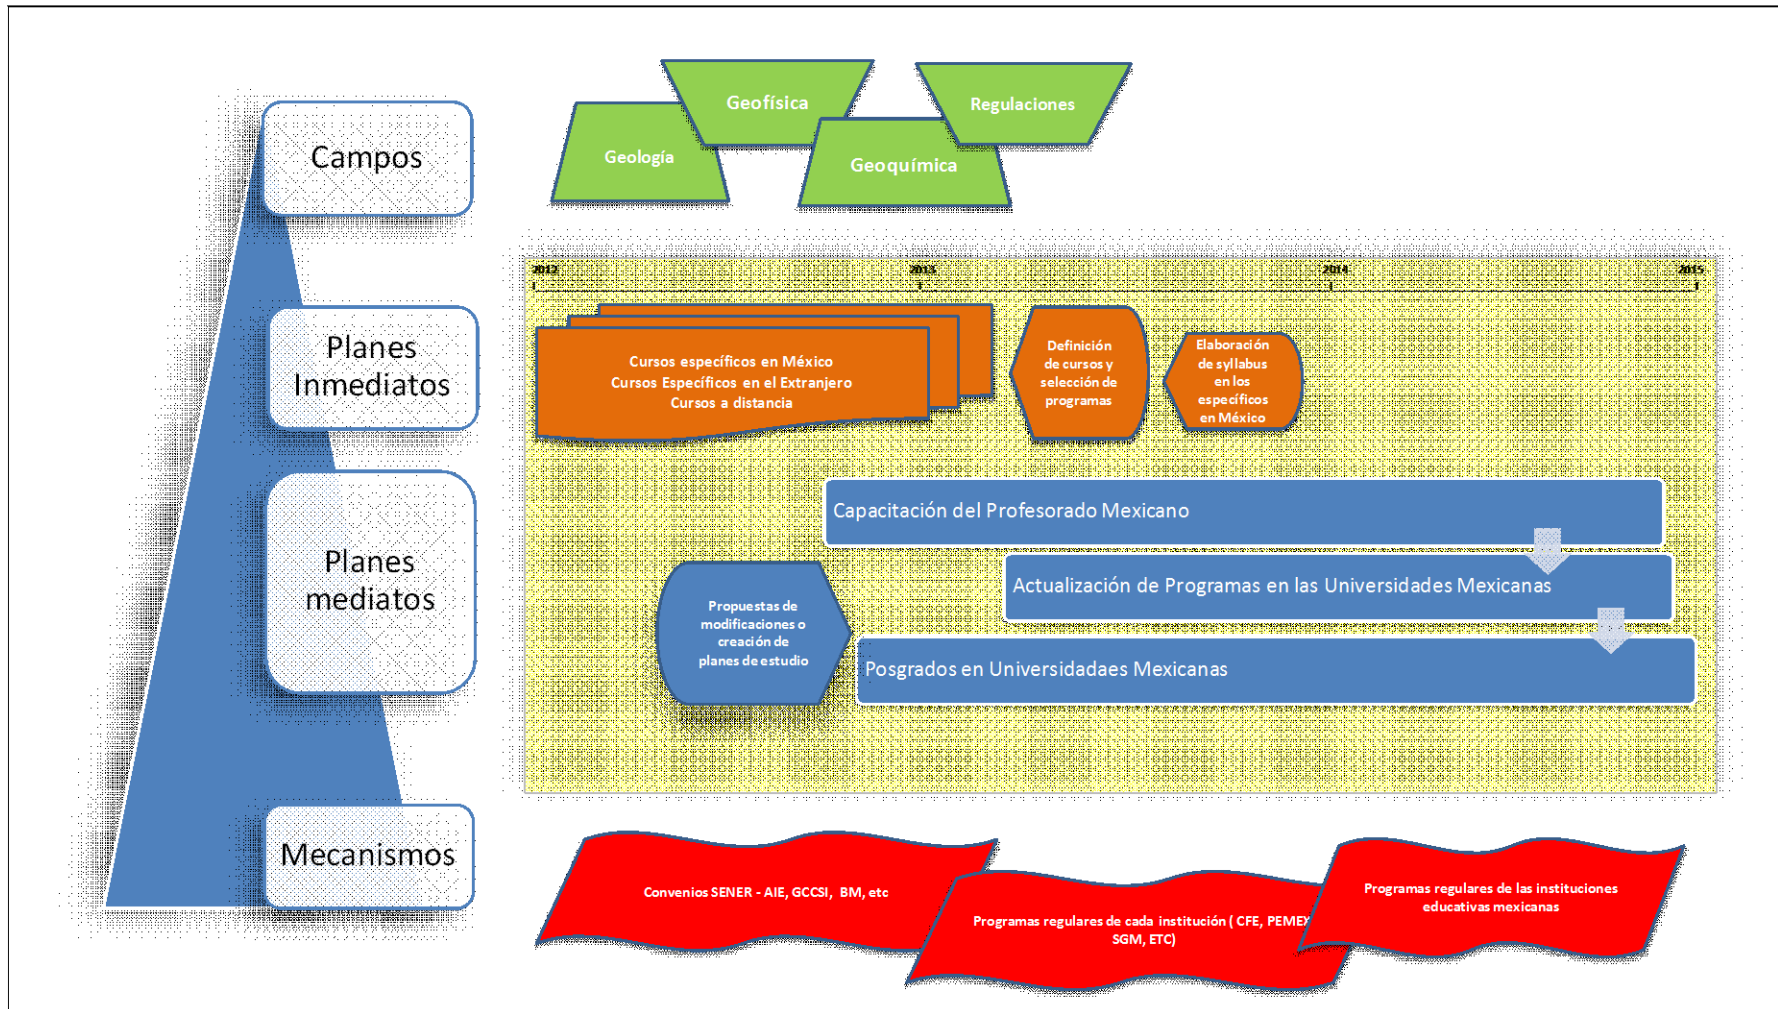 Campos
Geología
Geofísica
Geoquímica
Regulaciones
2012
2013
2014
2015
Planes
Inmediatos
Cursos específicos en México
Cursos Específicos en el Extranjero
Cursos a distancia
Definición
de cursos y
selección de
programas
Elaboración
de syllabus
en los
específicos
en México
Planes
mediatos
Capacitación del Profesorado Mexicano
Actualización de Programas en las Universidades Mexicanas
Propuestas de
modificaciones o
creación de
planes de estudio
Posgrados en Universidadaes Mexicanas
Mecanismos
Convenios SENER - AIE, GCCSI, BM, etc
Programas regulares de cada institución ( CFE, PEMEX
SGM, ETC)
Programas regulares de las instituciones
educativas mexicanas